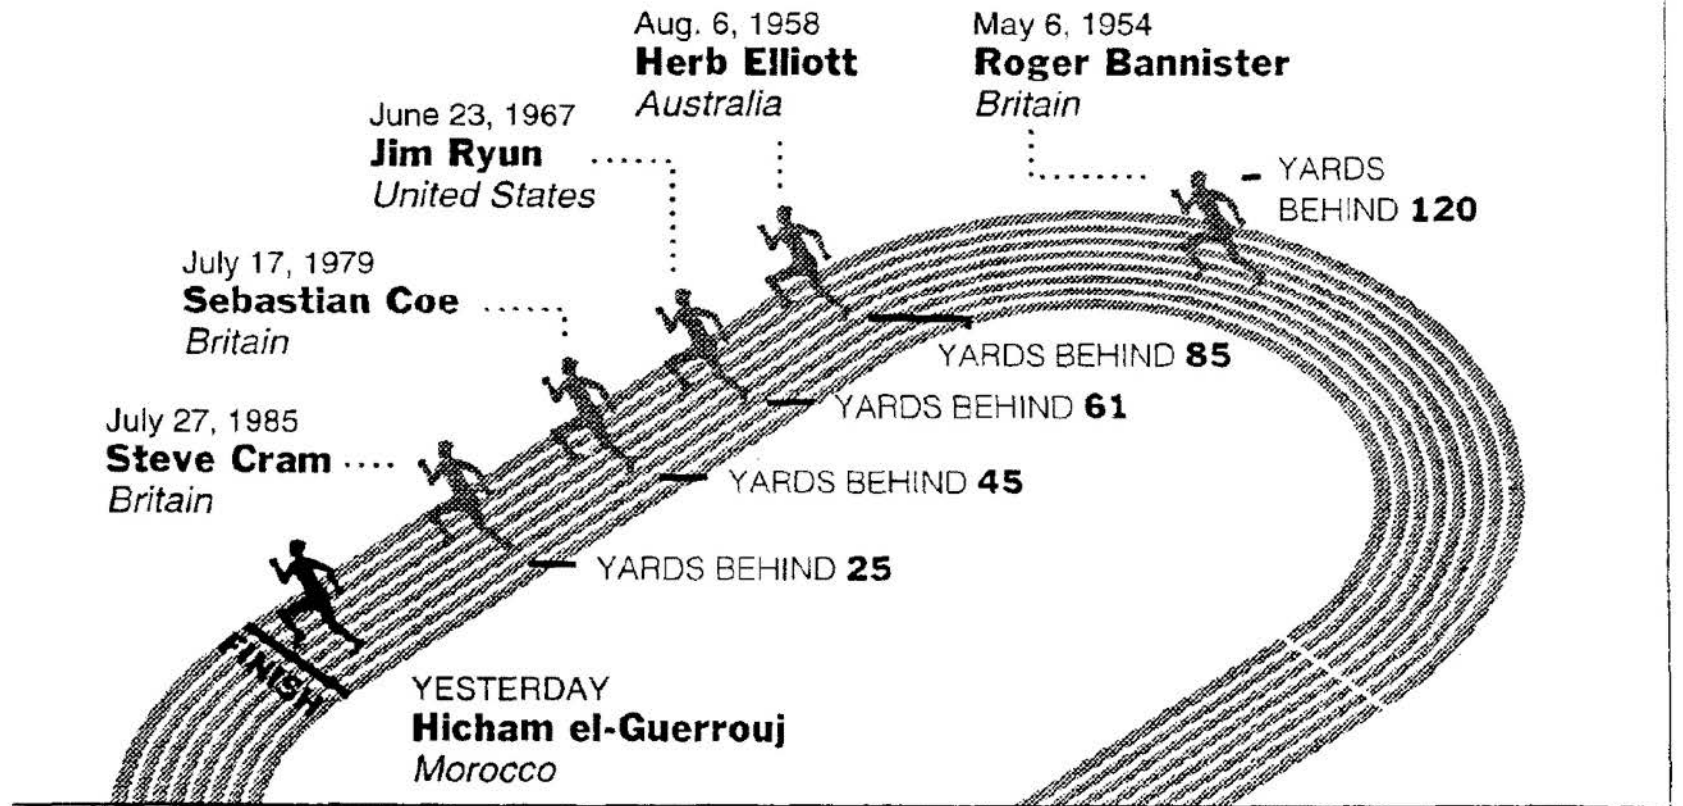 Aug. 6, 1958
Herb Elliott
Australia
May 6, 1954
Roger Bannister
Britain
June 23, 1967
Jim Ryun
United States
YARDS
BEHIND 120
July 17, 1979
Sebastian Coe
Britain
YARDS BEHIND 85
YARDS BEHIND 61
July 27, 1985
Steve Cram
Britain
YARDS BEHIND 45
YARDS BEHIND 25
FINISH
YESTERDAY
Hicham el-Guerrouj
Morocco